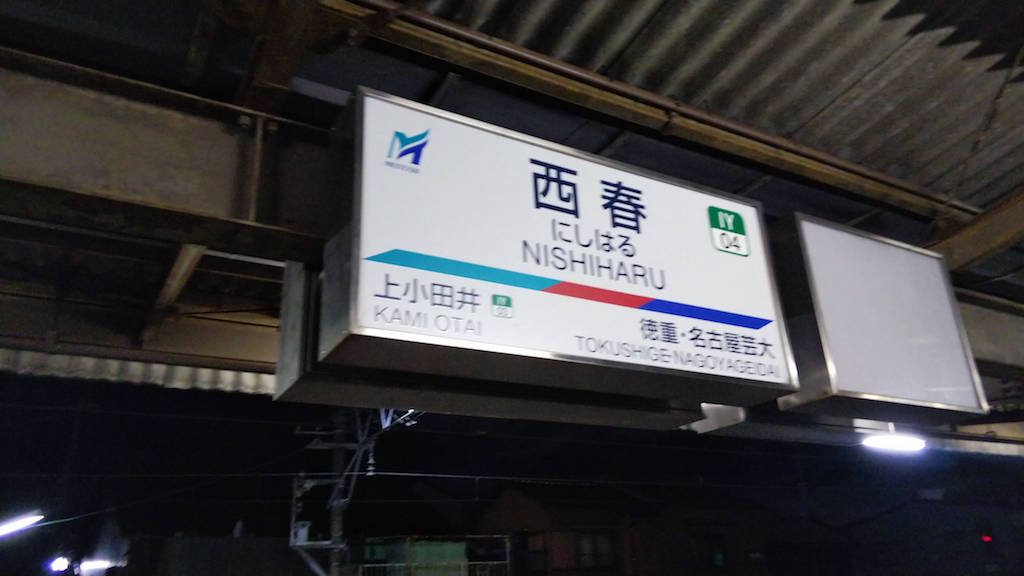 西春
にしはる
NISHIHARU
IY
04
上小田井
IY
03
KAMI OTAI
徳重・名古屋芸大
TOKUSHIGE·NAGOYAGEIDAI